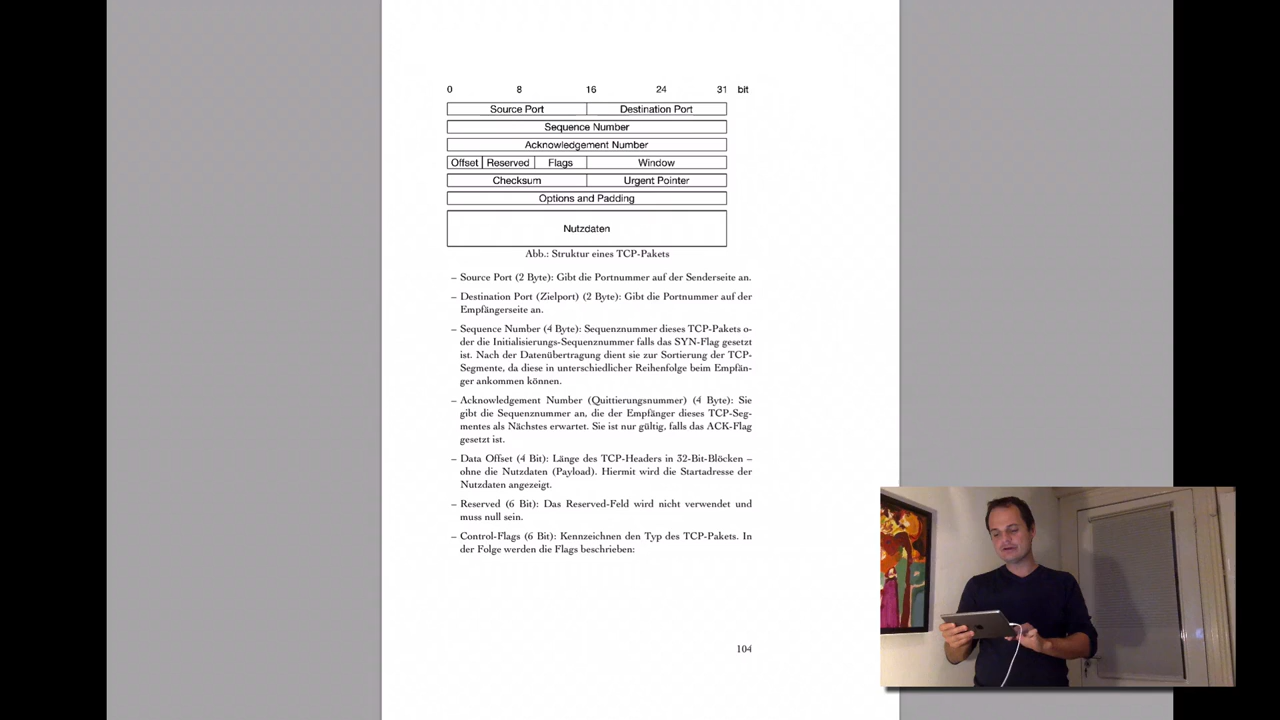 0 8 16 24 31 bit
Source Port Destination Port
Sequence Number
Acknowledgement Number
Offset Reserved Flags Window
Checksum Urgent Pointer
Options and Padding
Nutzdaten
Abb.: Struktur eines TCP-Pakets
– Source Port (2 Byte): Gibt die Portnummer auf der Senderseite an.
– Destination Port (Zielport) (2 Byte): Gibt die Portnummer auf der
Empfängerseite an.
– Sequence Number (4 Byte): Sequenznummer dieses TCP-Pakets o-
der die Initialisierungs-Sequenznummer falls das SYN-Flag gesetzt
ist. Nach der Datenübertragung dient sie zur Sortierung der TCP-
Segmente, da diese in unterschiedlicher Reihenfolge beim Empfän-
ger ankommen können.
– Acknowledgement Number (Quittierungsnummer) (4 Byte): Sie
gibt die Sequenznummer an, die der Empfänger dieses TCP-Seg-
mentes als Nächstes erwartet. Sie ist nur gültig, falls das ACK-Flag
gesetzt ist.
– Data Offset (4 Bit): Länge des TCP-Headers in 32-Bit-Blöcken –
ohne die Nutzdaten (Payload). Hiermit wird die Startadresse der
Nutzdaten angezeigt.
– Reserved (6 Bit): Das Reserved-Feld wird nicht verwendet und
muss null sein.
– Control-Flags (6 Bit): Kennzeichnen den Typ des TCP-Pakets. In
der Folge werden die Flags beschrieben:
104